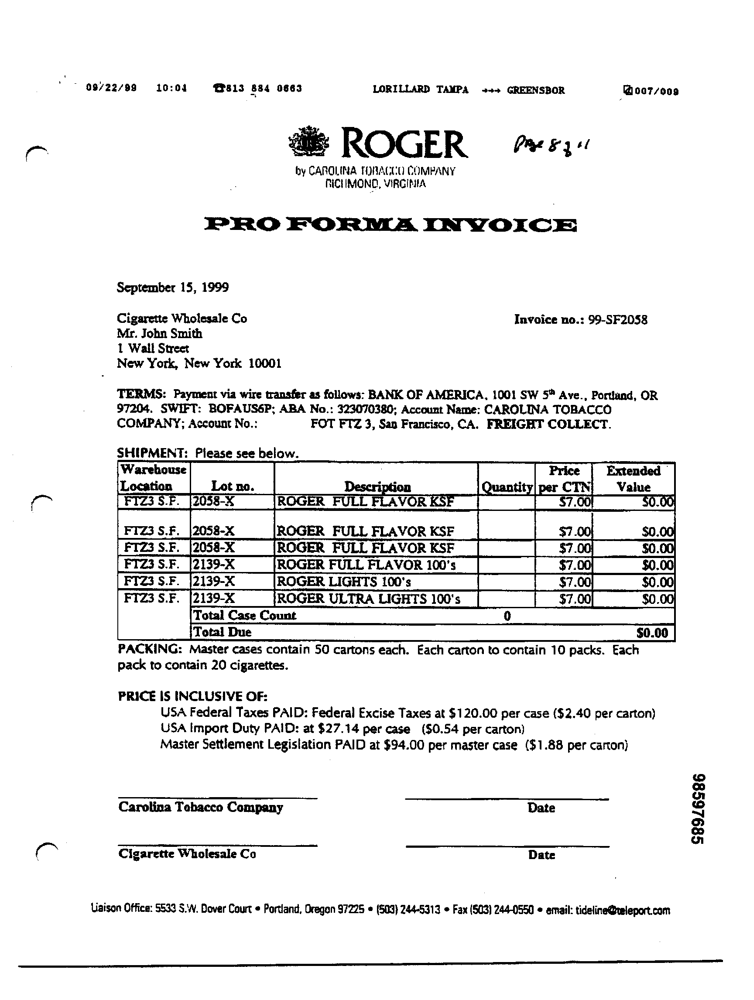 09/22/99 10:04 ☎813 884 0663 LORILLARD TAMPA +++ GREENSBOR 007/009
ROGER
by CAROLINA TOBACCO COMPANY
RICHMOND, VIRGINIA
PRO FORMA INVOICE
September 15, 1999
Cigarette Wholesale Co Invoice no.: 99-SF2058
Mr. John Smith
1 Wall Street
New York, New York 10001
TERMS: Payment via wire transfer as follows: BANK OF AMERICA, 1001 SW 5th Ave., Portland, OR
97204. SWIFT: BOFAUS6P; ABA No.: 323070380; Account Name: CAROLINA TOBACCO
COMPANY; Account No.: FOT FTZ 3, San Francisco, CA. FREIGHT COLLECT.
SHIPMENT: Please see below.
Warehouse Price Extended
Location Lot no. Description Quantity per CTN Value
FTZ3 S.F. 2058-X ROGER FULL FLAVOR KSF $7.00 $0.00
FTZ3 S.F. 2058-X ROGER FULL FLAVOR KSF $7.00 $0.00
FTZ3 S.F. 2058-X ROGER FULL FLAVOR KSF $7.00 $0.00
FTZ3 S.F. 2139-X ROGER FULL FLAVOR 100's $7.00 $0.00
FTZ3 S.F. 2139-X ROGER LIGHTS 100's $7.00 $0.00
FTZ3 S.F. 2139-X ROGER ULTRA LIGHTS 100's $7.00 $0.00
Total Case Count 0
Total Due $0.00
PACKING: Master cases contain 50 cartons each. Each carton to contain 10 packs. Each
pack to contain 20 cigarettes.
PRICE IS INCLUSIVE OF:
USA Federal Taxes PAID: Federal Excise Taxes at $120.00 per case ($2.40 per carton)
USA Import Duty PAID: at $27.14 per case ($0.54 per carton)
Master Settlement Legislation PAID at $94.00 per master case ($1.88 per carton)
Carolina Tobacco Company Date
Cigarette Wholesale Co Date
98597685
Liaison Office: 5533 S.W. Dover Court • Portland, Oregon 97225 • (503) 244-5313 • Fax (503) 244-0550 • email: tideline@teleport.com